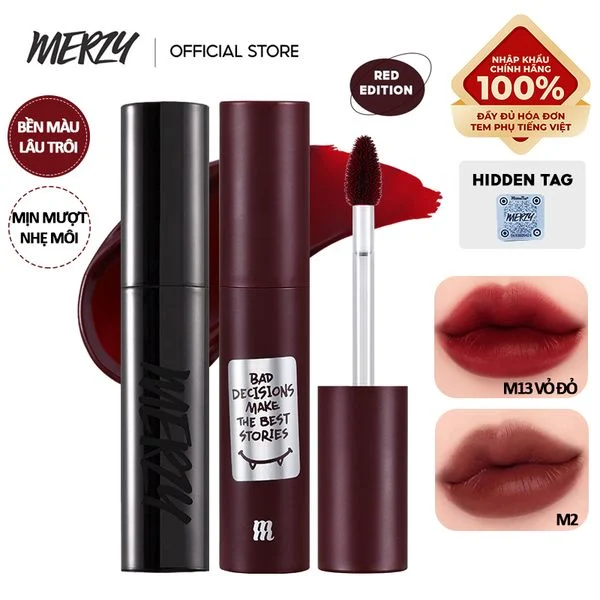 MERZY | OFFICIAL STORE
RED
EDITION
NHẬP KHẨU
CHÍNH HÃNG
100%
ĐẦY ĐỦ HÓA ĐƠN
TEM PHỤ TIẾNG VIỆT
BỀN MÀU
LÂU TRÔI
MỊN MƯỢT
NHẸ MÔI
HIDDEN TAG
MERZY
MERZY
BAD
DECISIONS
MAKE
THE BEST
STORIES
m
M13 VỎ ĐỎ
M2